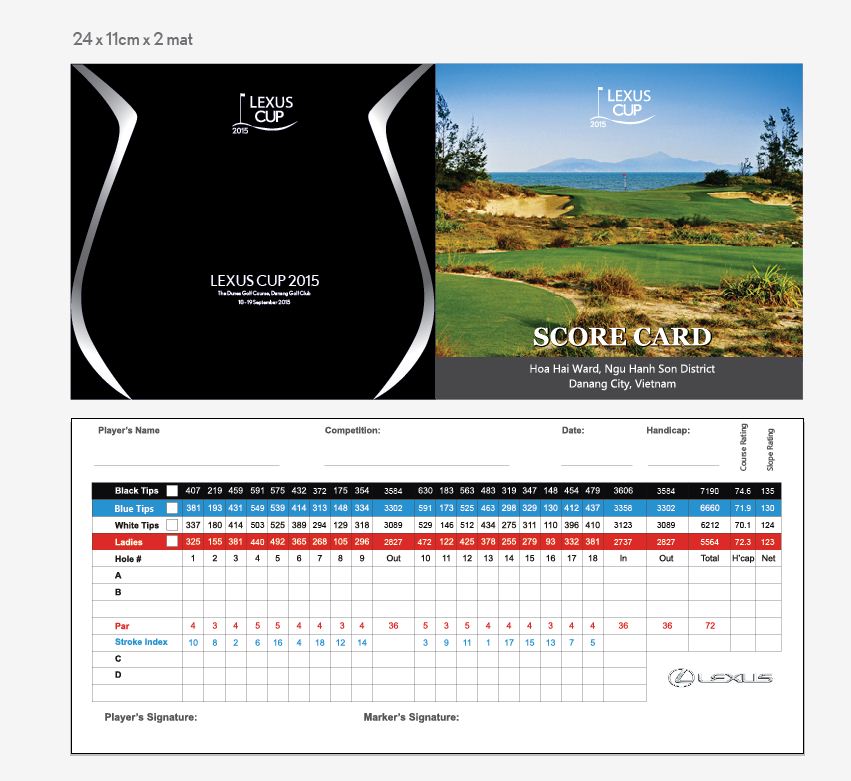 24 x 11cm x 2 mat
LEXUS
CUP
2015
LEXUS CUP 2015
The Dunes Golf Course, Danang Golf Club
18 - 19 September 2015
LEXUS
CUP
2015
SCORE CARD
Hoa Hai Ward, Ngu Hanh Son District
Danang City, Vietnam
Player's Name Competition: Date: Handicap: Course Rating Slope Rating
Black Tips 407 219 459 591 575 432 372 175 354 3584 630 183 563 483 319 347 148 454 479 3606 3584 7190 74.6 135
Blue Tips 381 193 431 549 539 414 313 148 334 3302 591 173 525 463 298 329 130 412 437 3358 3302 6660 71.9 130
White Tips 337 180 414 503 525 389 294 129 318 3089 529 146 512 434 275 311 110 396 410 3123 3089 6212 70.1 124
Ladies 325 155 381 440 492 365 268 105 296 2827 472 122 425 378 255 279 93 332 381 2737 2827 5564 72.3 123
Hole # 1 2 3 4 5 6 7 8 9 Out 10 11 12 13 14 15 16 17 18 In Out Total H'cap Net
A
B
Par 4 3 4 5 5 4 4 3 4 36 5 3 5 4 4 4 3 4 4 36 36 72
Stroke Index 10 8 2 6 16 4 18 12 14 3 9 11 1 17 15 13 7 5
C
D
LEXUS
Player's Signature: Marker's Signature: